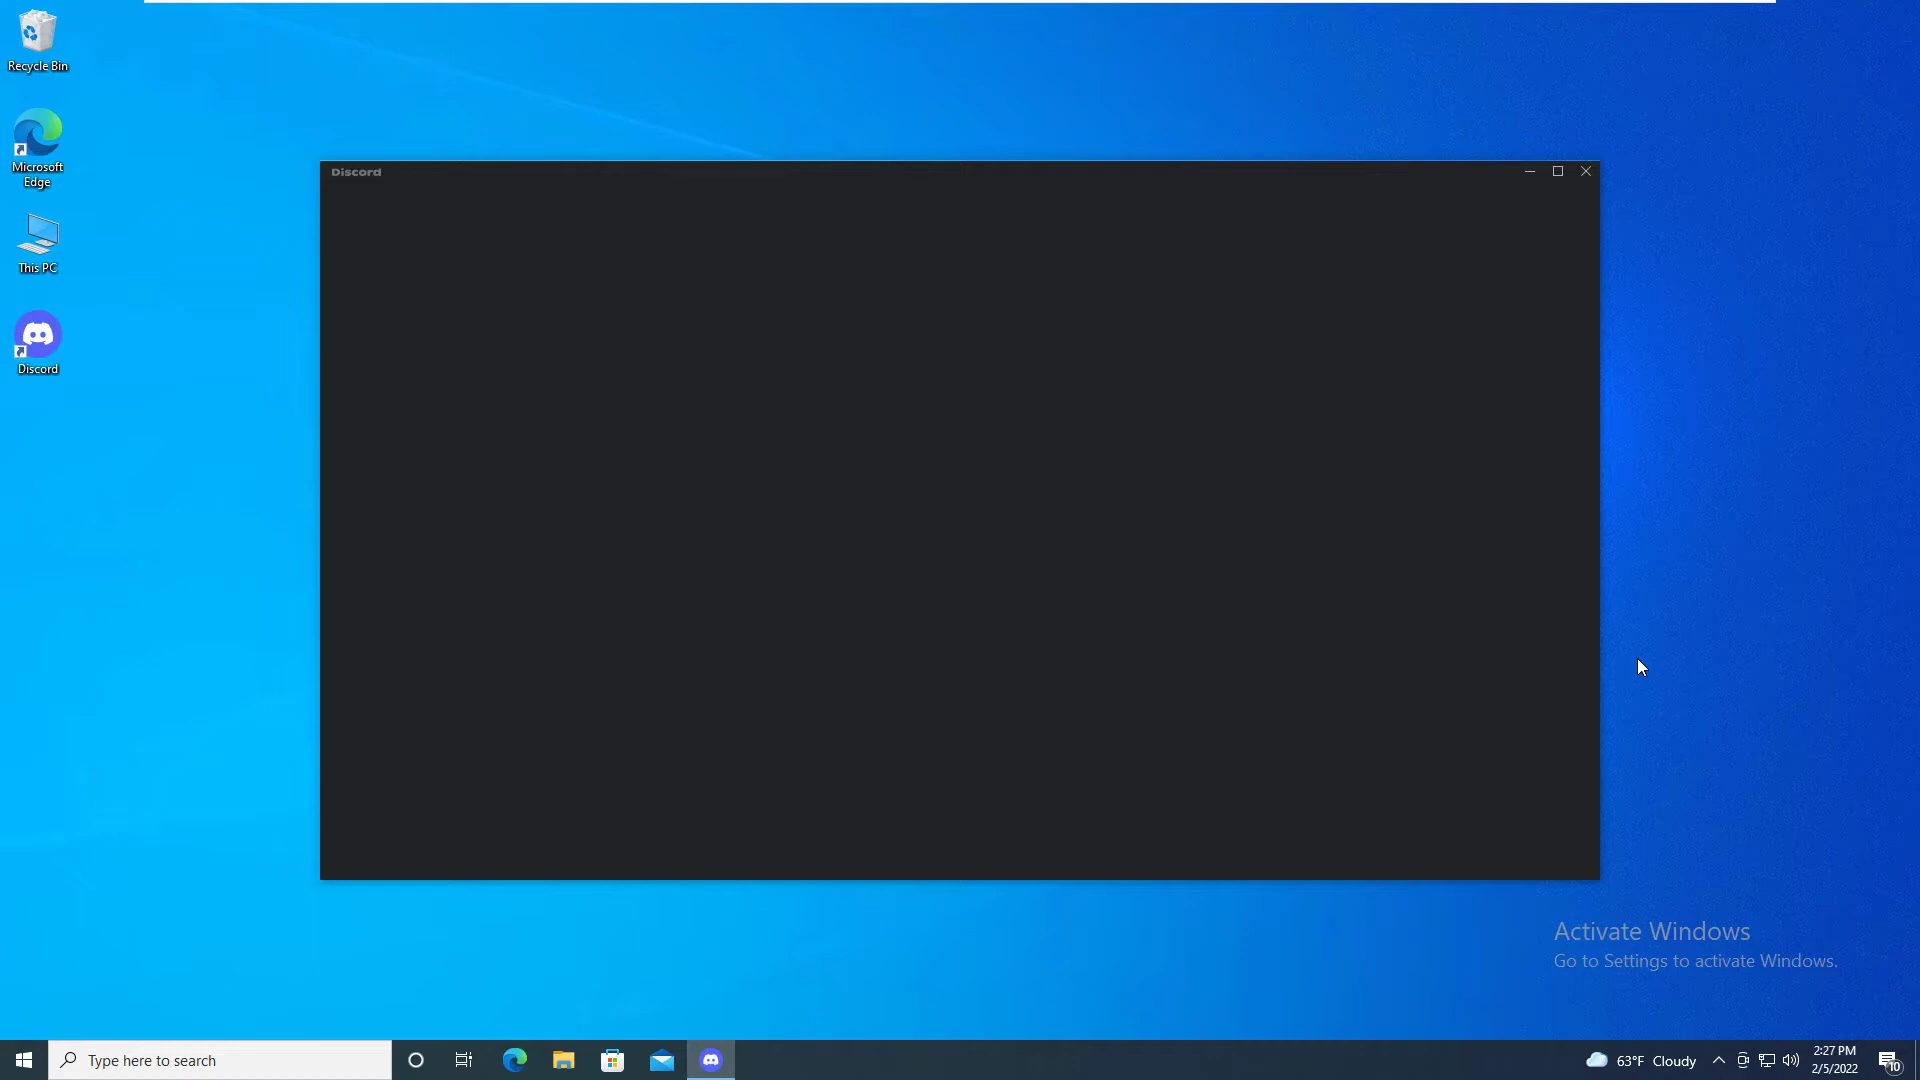 Recycle Bin
Microsoft
Edge
This PC
Discord
Discord
Activate Windows
Go to Settings to activate Windows.
Type here to search
63°F Cloudy
2:27 PM
2/5/2022
10